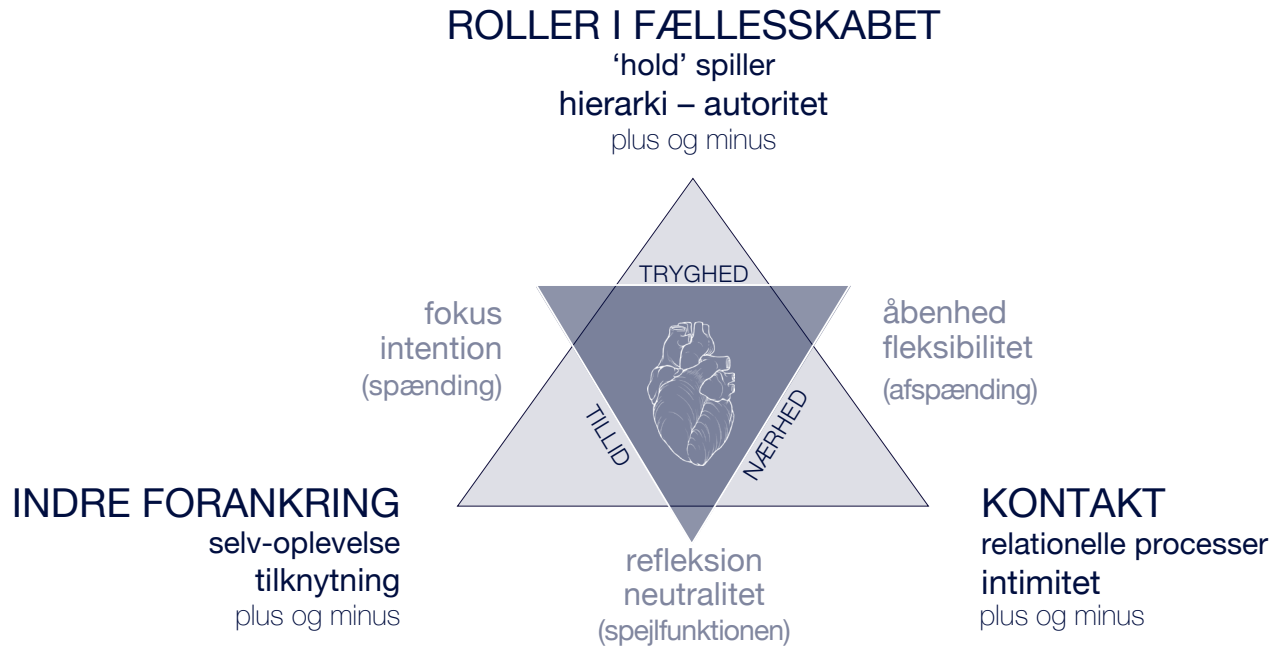 ROLLER I FÆLLESSKABET
‘hold’ spiller
hierarki – autoritet
plus og minus
TRYGHED
fokus
intention
(spænding)
åbenhed
fleksibilitet
(afspænding)
TILLID
NÆRHED
INDRE FORANKRING
selv-oplevelse
tilknytning
plus og minus
refleksion
neutralitet
(spejlfunktionen)
KONTAKT
relationelle processer
intimitet
plus og minus